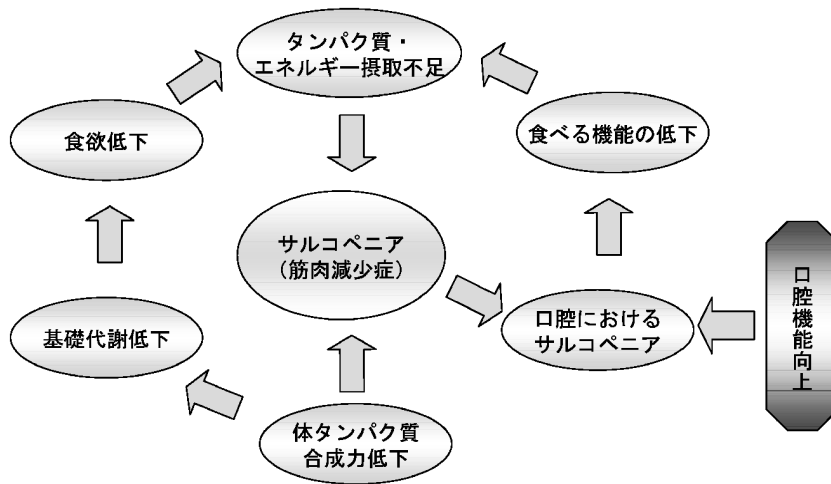 タンパク質・
エネルギー摂取不足
食欲低下
食べる機能の低下
サルコペニア
（筋肉減少症）
基礎代謝低下
口腔における
サルコペニア
口腔機能向上
体タンパク質
合成力低下